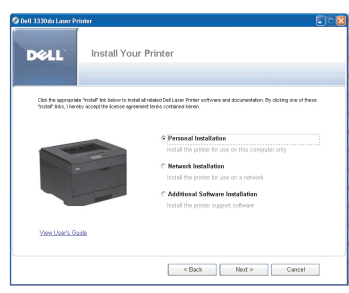 Dell 3330dn Laser Printer
DELL
Install Your Printer
Click the appropriate "Install" link below to install all related Dell Laser Printer software and documentation. By clicking one of these
"Install" links, I hereby accept the license agreement terms contained herein.
Personal Installation
Install the printer for use on this computer only
Network Installation
Install the printer for use on a network
Additional Software Installation
Install the printer support software
View User's Guide
< Back
Next >
Cancel